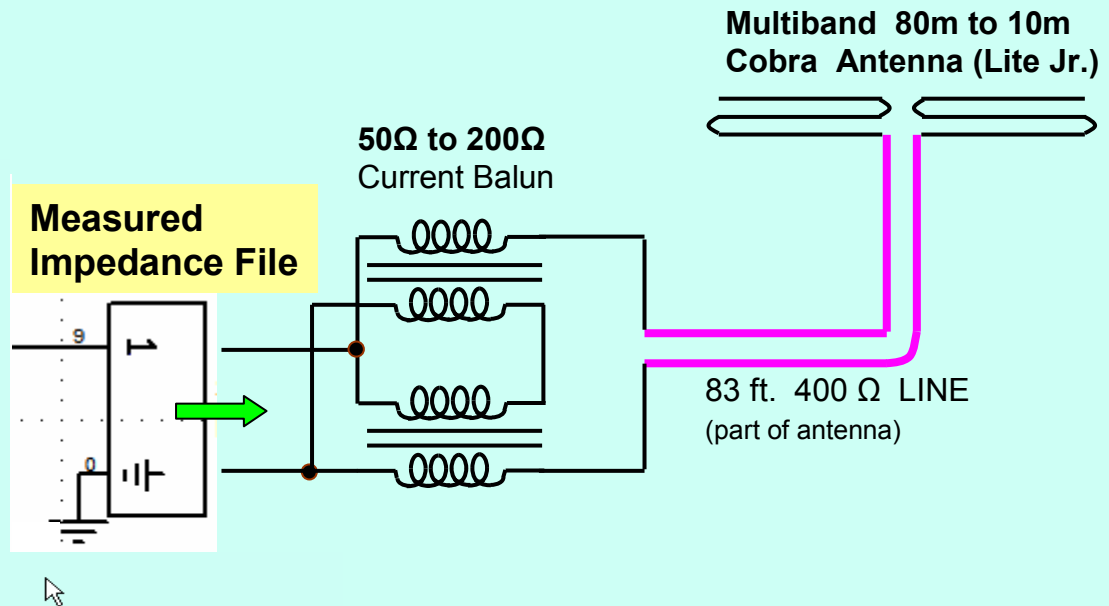 Multiband 80m to 10m
Cobra Antenna (Lite Jr.)
50Ω to 200Ω
Current Balun
Measured
Impedance File
9
1
0
83 ft. 400 Ω LINE
(part of antenna)